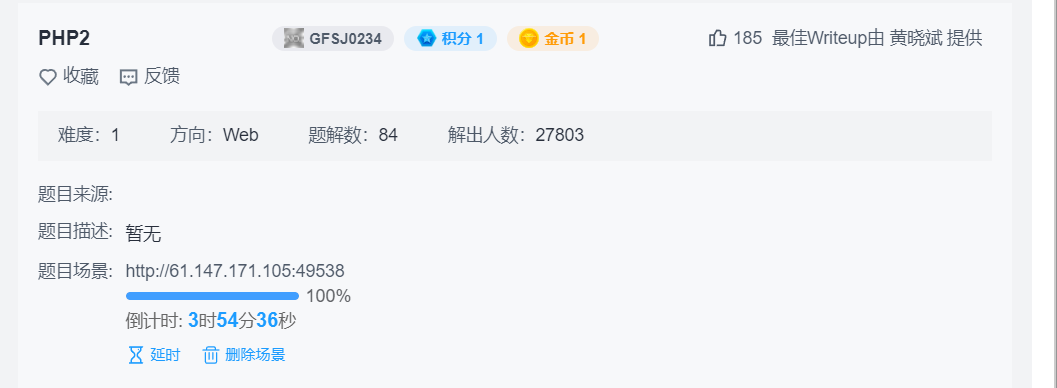 PHP2 GFSJ0234 积分 1 金币 1 185 最佳Writeup由 黄晓斌 提供
收藏 反馈
难度：1 方向：Web 题解数：84 解出人数：27803
题目来源:
题目描述: 暂无
题目场景: http://61.147.171.105:49538
100%
倒计时: 3时54分36秒
延时 删除场景